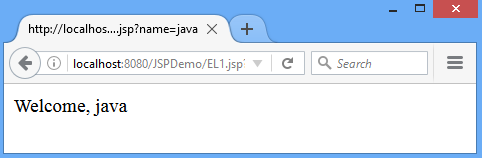 http://localhos....jsp?name=java
localhost:8080/JSPDemo/EL1.jsp?
Search
Welcome, java